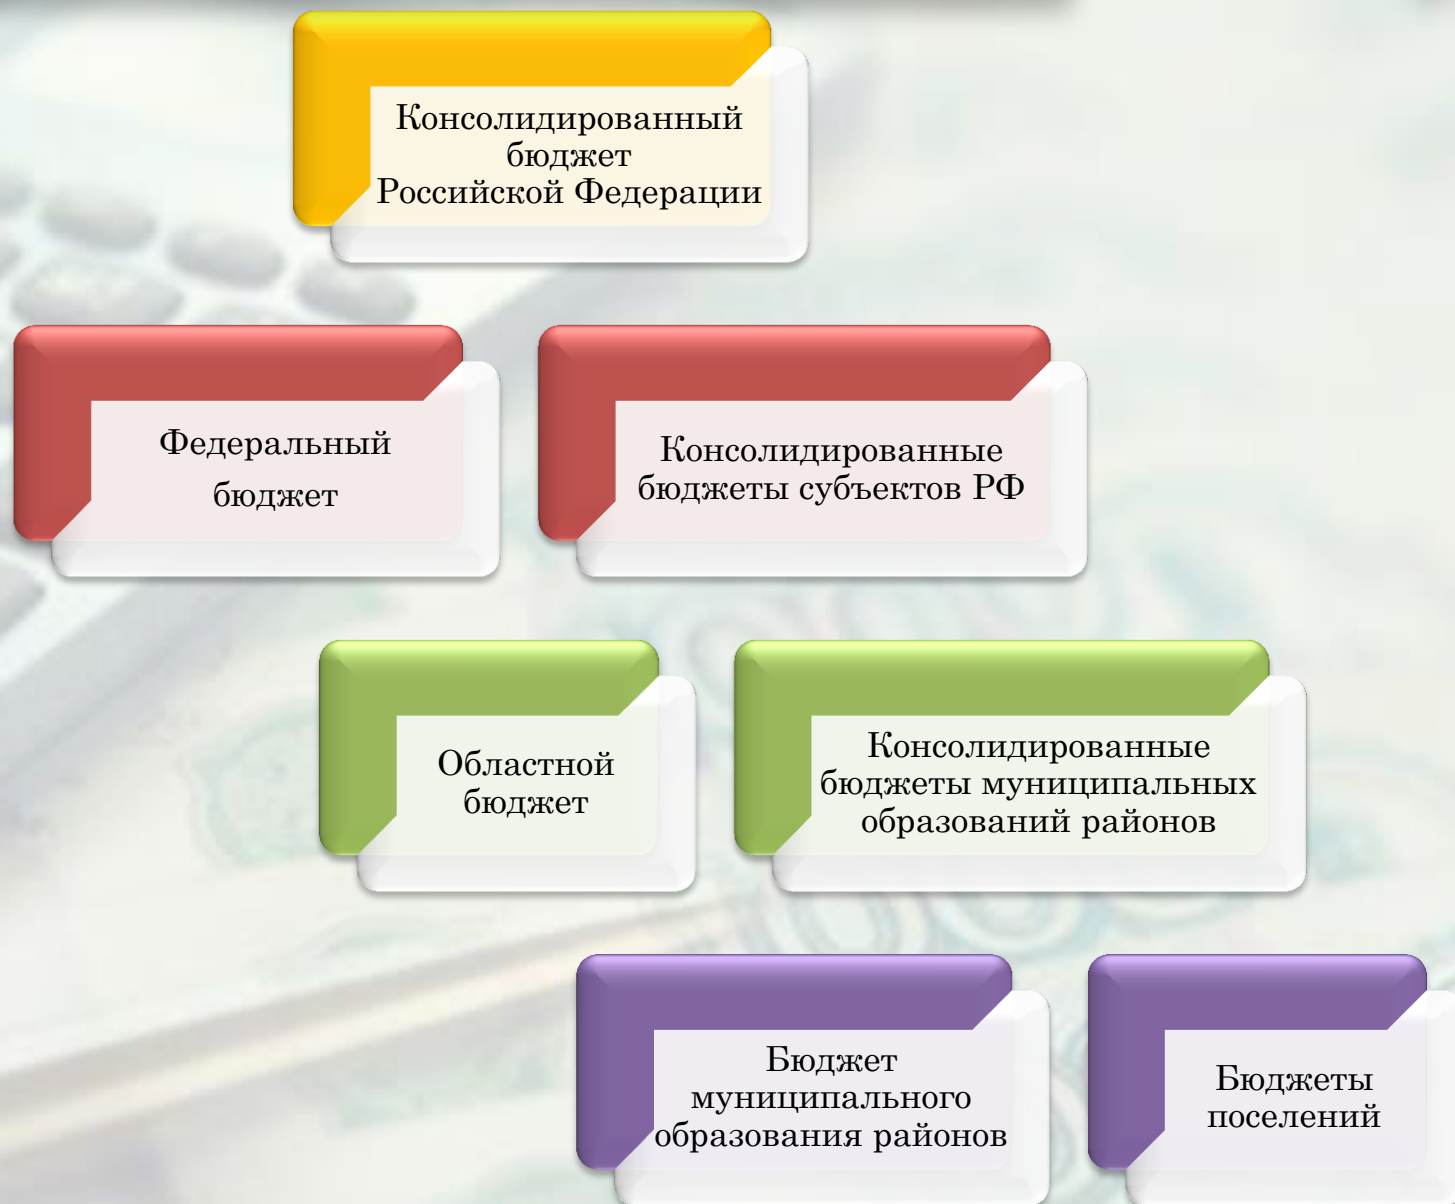 Консолидированный
бюджет
Российской Федерации
Федеральный
бюджет
Консолидированные
бюджеты субъектов РФ
Областной
бюджет
Консолидированные
бюджеты муниципальных
образований районов
Бюджет
муниципального
образования районов
Бюджеты
поселений